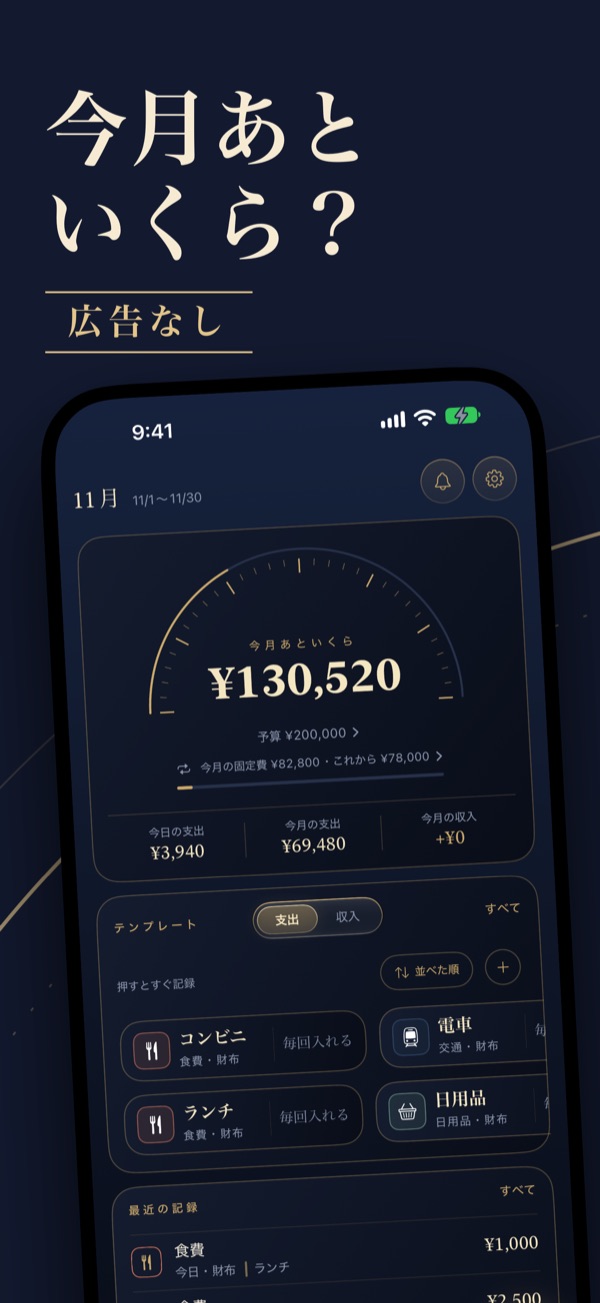 今月あと
いくら？
広告なし
9:41
11月 11/1〜11/30
今月あといくら
¥130,520
予算 ¥200,000
今月の固定費 ¥82,800・これから ¥78,000
今日の支出 今月の支出 今月の収入
¥3,940 ¥69,480 +¥0
テンプレート 支出 収入 すべて
押すとすぐ記録 並べた順
コンビニ 毎回入れる 電車
食費・財布 交通・財布
ランチ 毎回入れる 日用品
食費・財布 日用品・財布
最近の記録 すべて
食費 ¥1,000
今日・財布 ランチ
¥2,500